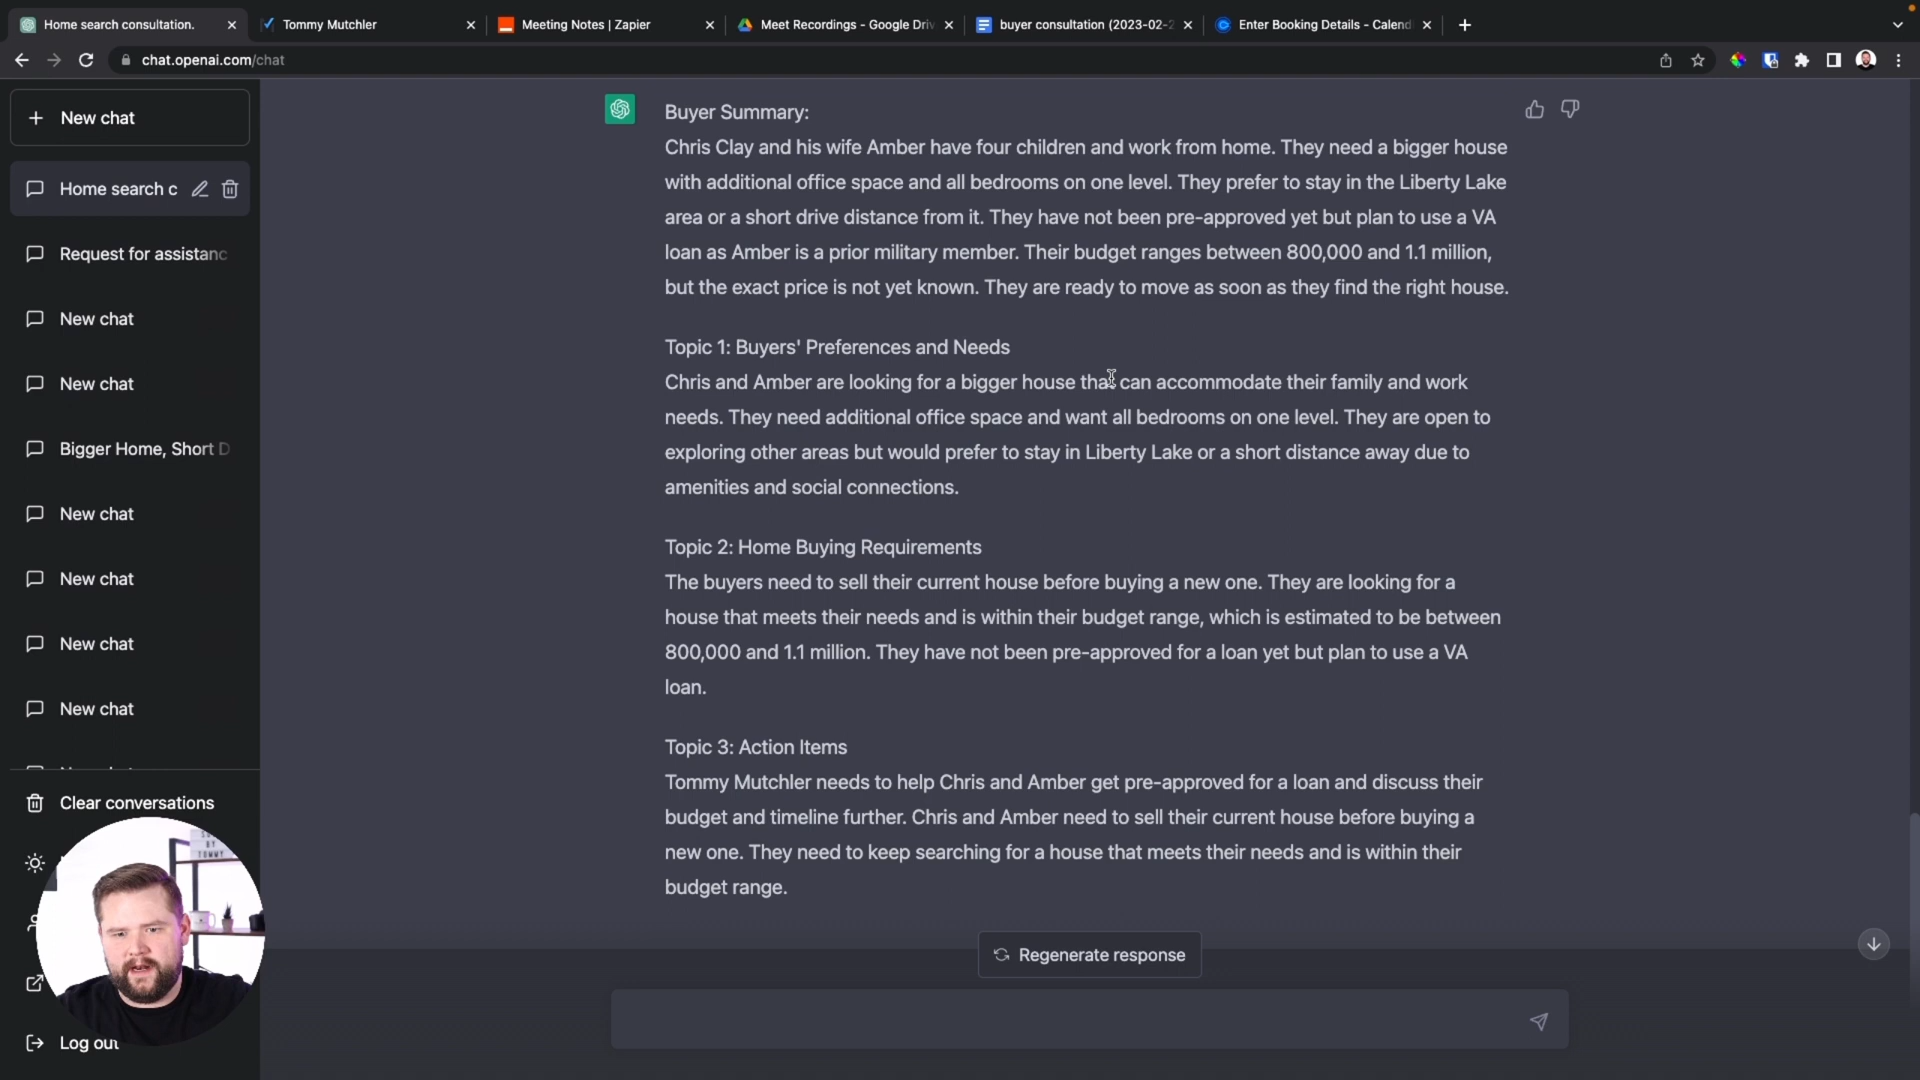 Home search consultation.
Tommy Mutchler
Meeting Notes | Zapier
Meet Recordings - Google Driv
buyer consultation (2023-02-2
Enter Booking Details - Calend
chat.openai.com/chat
New chat
Home search c
Request for assistanc
New chat
New chat
Bigger Home, Short D
New chat
New chat
New chat
New chat
Clear conversations
Log out
Buyer Summary:
Chris Clay and his wife Amber have four children and work from home. They need a bigger house
with additional office space and all bedrooms on one level. They prefer to stay in the Liberty Lake
area or a short drive distance from it. They have not been pre-approved yet but plan to use a VA
loan as Amber is a prior military member. Their budget ranges between 800,000 and 1.1 million,
but the exact price is not yet known. They are ready to move as soon as they find the right house.
Topic 1: Buyers' Preferences and Needs
Chris and Amber are looking for a bigger house that can accommodate their family and work
needs. They need additional office space and want all bedrooms on one level. They are open to
exploring other areas but would prefer to stay in Liberty Lake or a short distance away due to
amenities and social connections.
Topic 2: Home Buying Requirements
The buyers need to sell their current house before buying a new one. They are looking for a
house that meets their needs and is within their budget range, which is estimated to be between
800,000 and 1.1 million. They have not been pre-approved for a loan yet but plan to use a VA
loan.
Topic 3: Action Items
Tommy Mutchler needs to help Chris and Amber get pre-approved for a loan and discuss their
budget and timeline further. Chris and Amber need to sell their current house before buying a
new one. They need to keep searching for a house that meets their needs and is within their
budget range.
Regenerate response